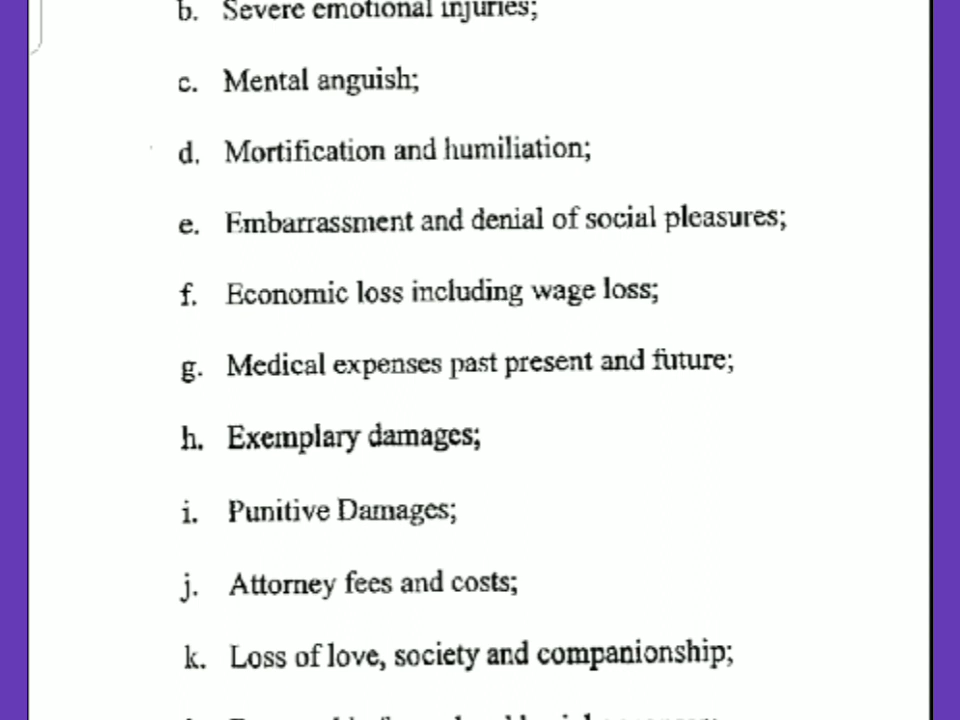 b. Severe emotional injuries;
c. Mental anguish;
d. Mortification and humiliation;
e. Embarrassment and denial of social pleasures;
f. Economic loss including wage loss;
g. Medical expenses past present and future;
h. Exemplary damages;
i. Punitive Damages;
j. Attorney fees and costs;
k. Loss of love, society and companionship;